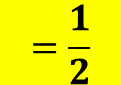 = 1/2